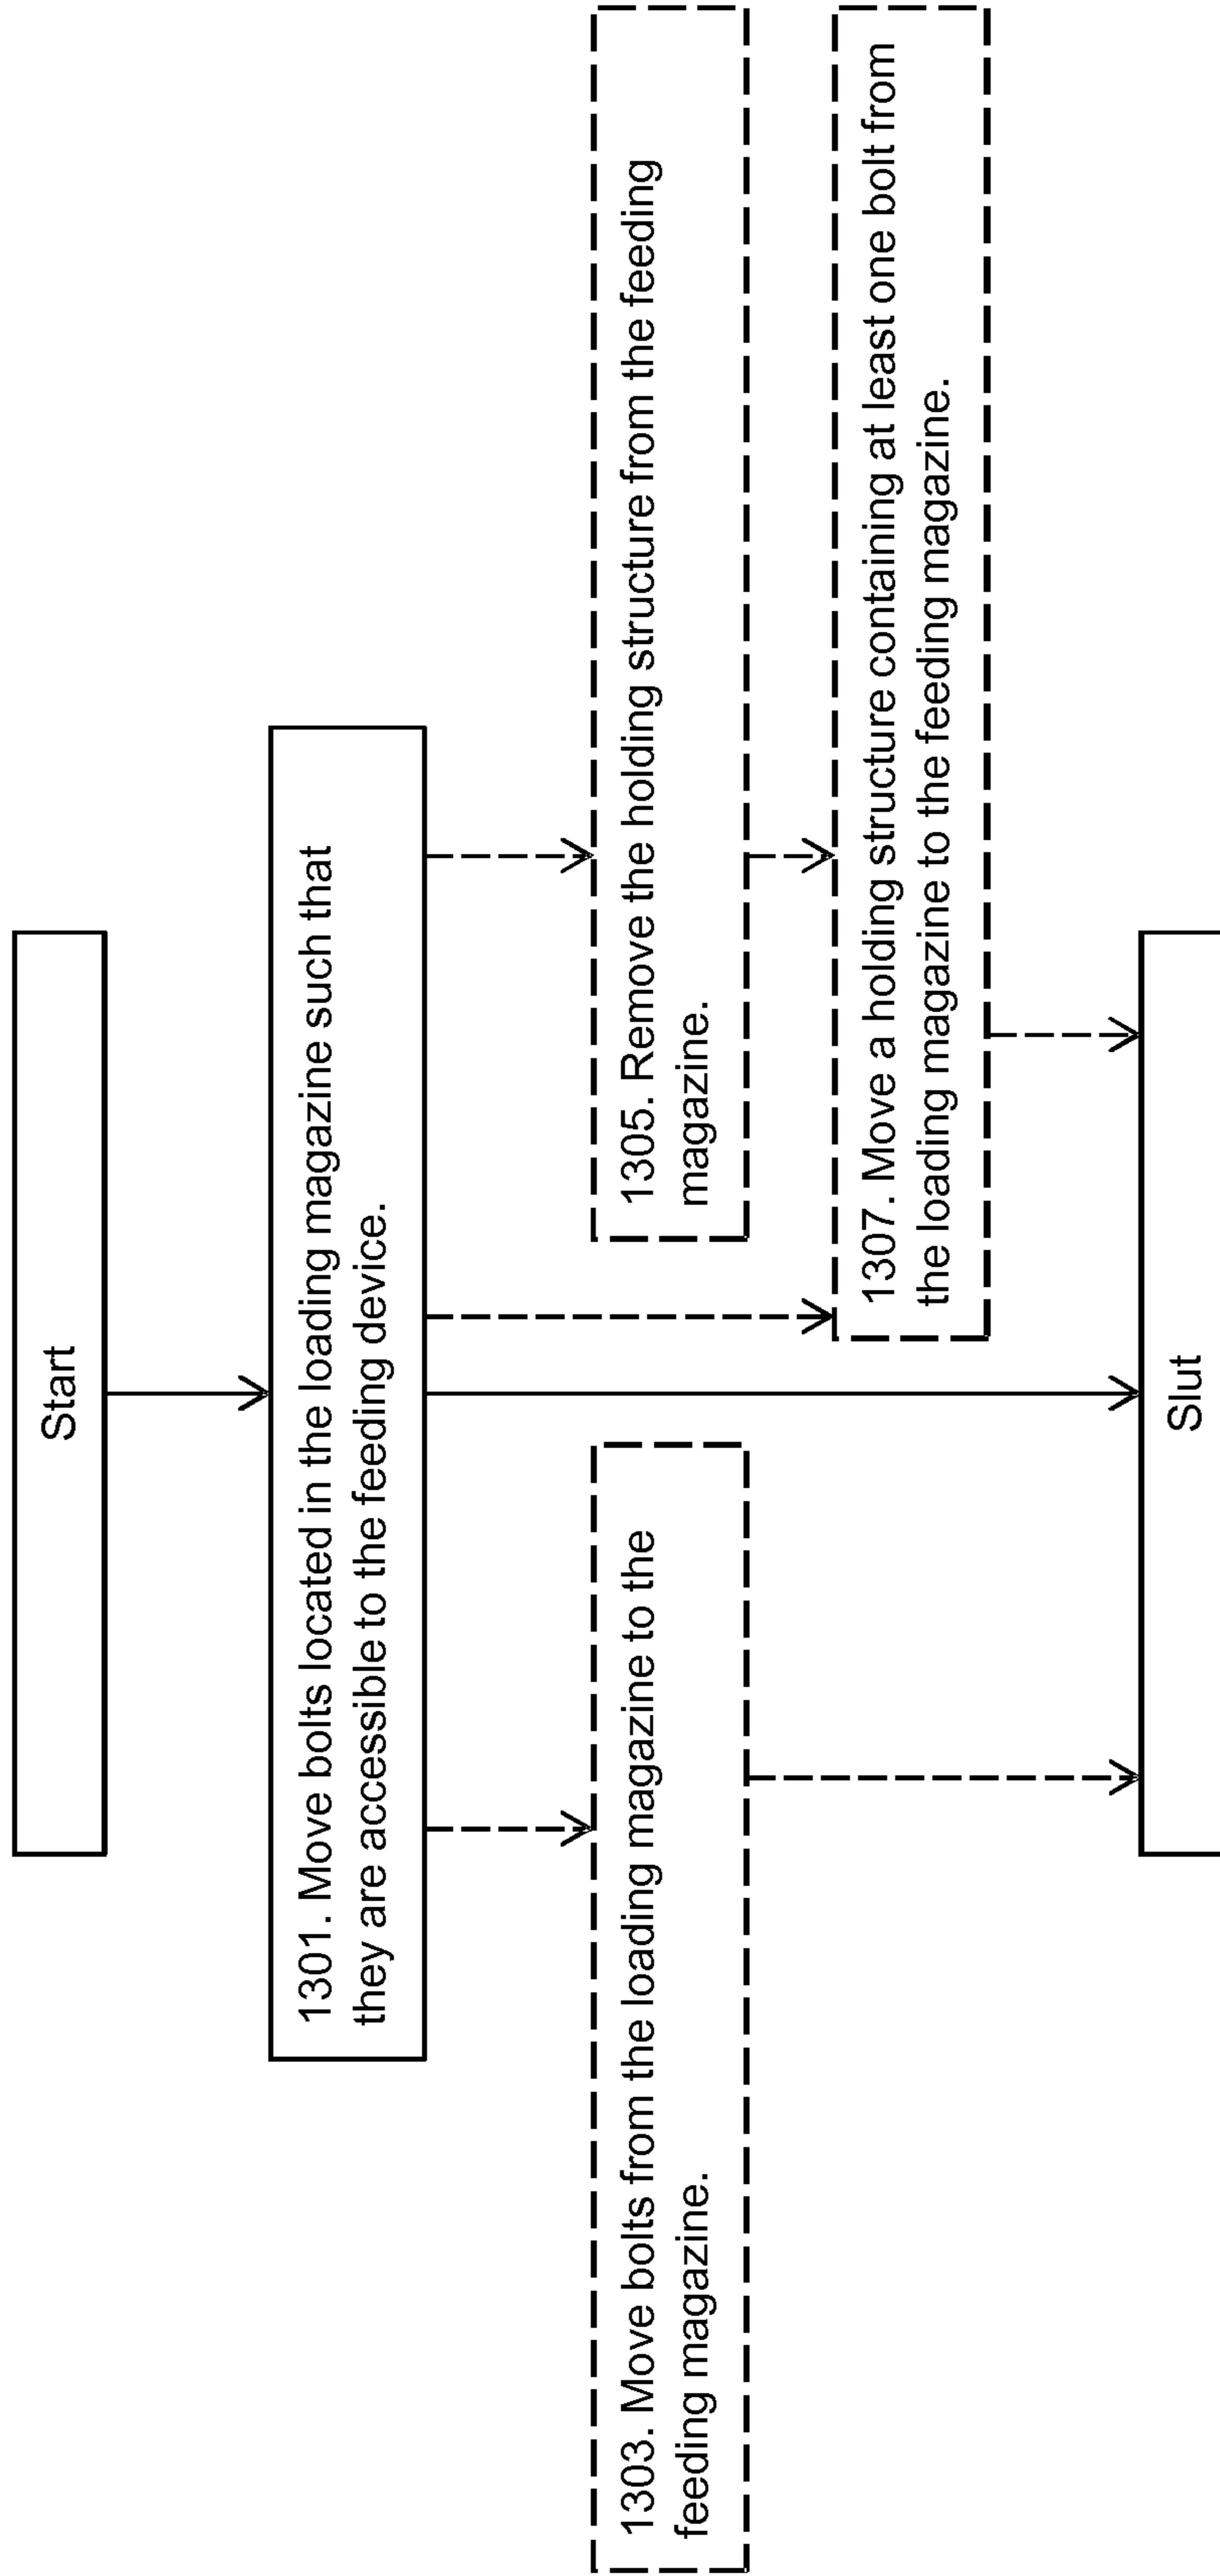 Start
1301. Move bolts located in the loading magazine such that
they are accessible to the feeding device.
1303. Move bolts from the loading magazine to the
feeding magazine.
1305. Remove the holding structure from the feeding
magazine.
1307. Move a holding structure containing at least one bolt from
the loading magazine to the feeding magazine.
Slut